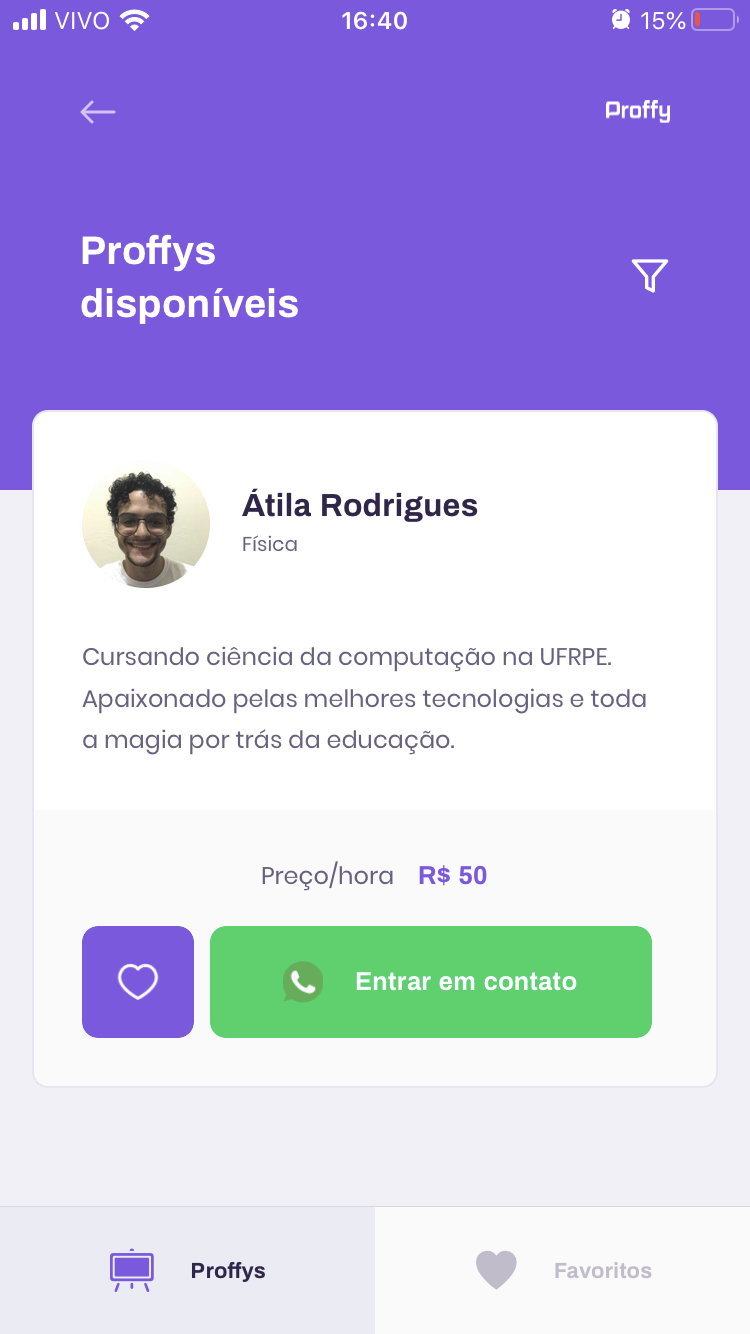 VIVO 16:40 15%
Proffy
Proffys
disponíveis
Átila Rodrigues
Física
Cursando ciência da computação na UFRPE.
Apaixonado pelas melhores tecnologias e toda
a magia por trás da educação.
Preço/hora R$ 50
Entrar em contato
Proffys Favoritos